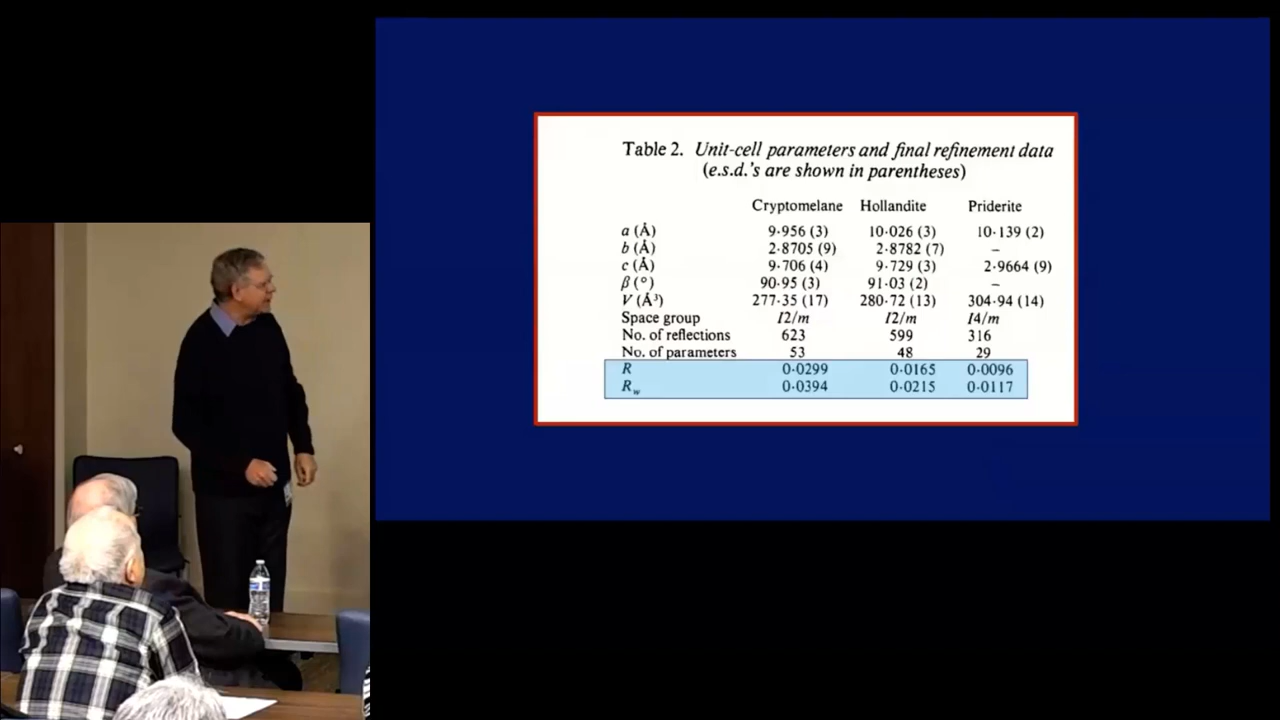 Table 2. Unit-cell parameters and final refinement data
(e.s.d.'s are shown in parentheses)
Cryptomelane Hollandite Priderite
a (Å) 9·956 (3) 10·026 (3) 10·139 (2)
b (Å) 2·8705 (9) 2·8782 (7) –
c (Å) 9·706 (4) 9·729 (3) 2·9664 (9)
β (°) 90·95 (3) 91·03 (2) –
V (Å³) 277·35 (17) 280·72 (13) 304·94 (14)
Space group I2/m I2/m I4/m
No. of reflections 623 599 316
No. of parameters 53 48 29
R 0·0299 0·0165 0·0096
Rw 0·0394 0·0215 0·0117